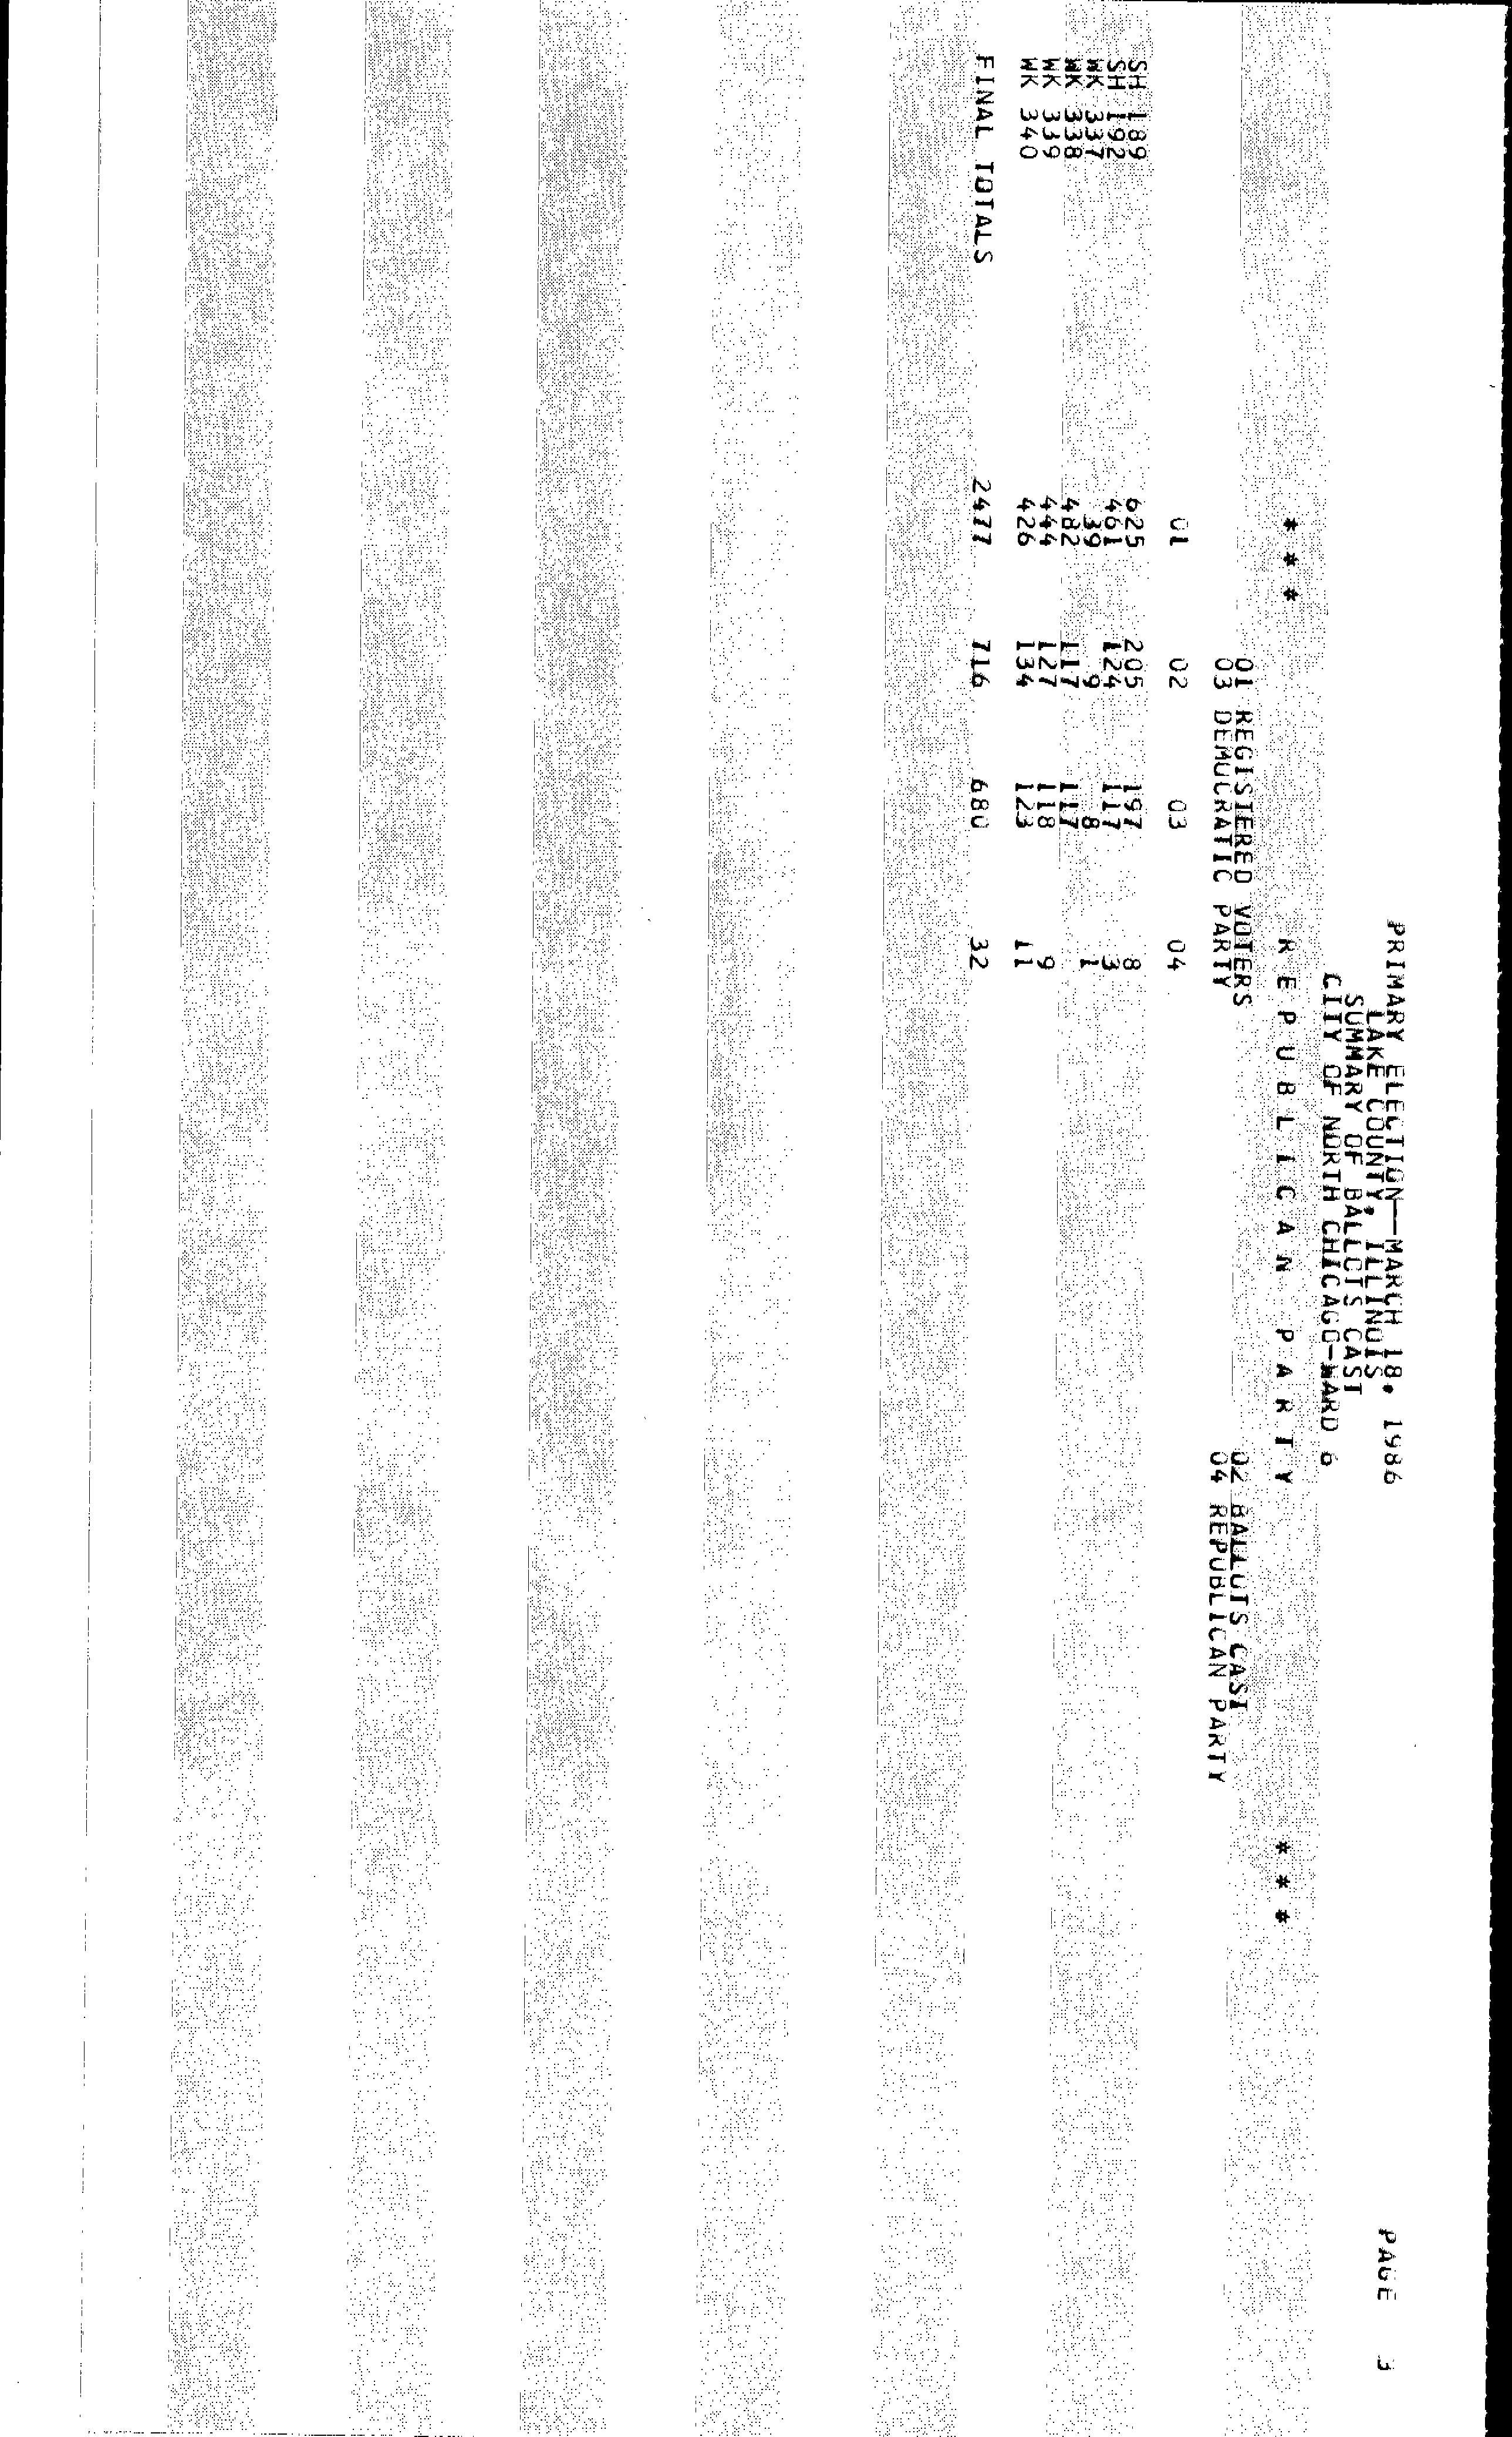 PRIMARY ELECTION--MARCH 18, 1986 PAGE 3
LAKE COUNTY, ILLINOIS
SUMMARY OF BALLOTS CAST
CITY OF NORTH CHICAGO-WARD 6
* * * R E P U B L I C A N P A R T Y * * *
01 REGISTERED VOTERS 02 BALLOTS CAST
03 DEMOCRATIC PARTY 04 REPUBLICAN PARTY
01 02 03 04
SH 189 625 205 197 8
SH 192 461 124 117 3
WK 337 39 9 8 1
WK 338 482 117 117
WK 339 444 127 118 9
WK 340 426 134 123 11
FINAL TOTALS 2477 716 680 32